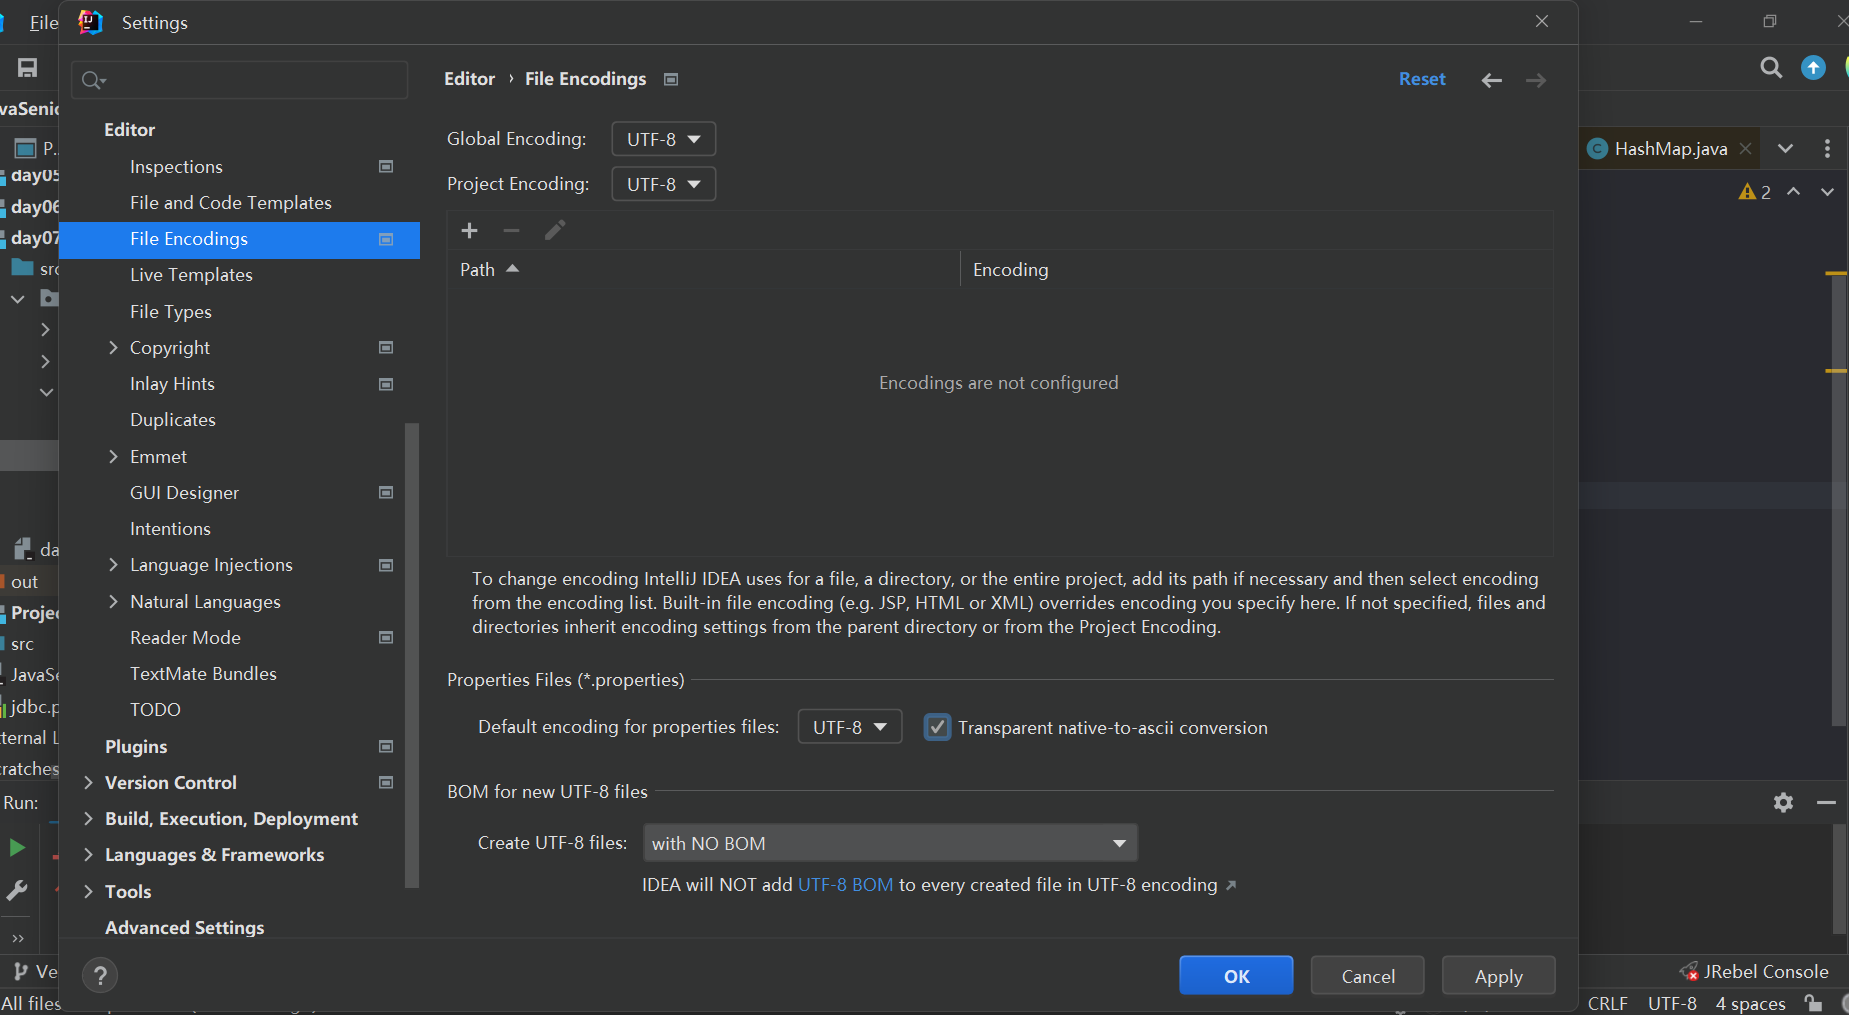 File
Settings
vaSenio
Editor › File Encodings
Reset
Global Encoding: UTF-8
Project Encoding: UTF-8
Path
Encoding
Encodings are not configured
To change encoding IntelliJ IDEA uses for a file, a directory, or the entire project, add its path if necessary and then select encoding
from the encoding list. Built-in file encoding (e.g. JSP, HTML or XML) overrides encoding you specify here. If not specified, files and
directories inherit encoding settings from the parent directory or from the Project Encoding.
Properties Files (*.properties)
Default encoding for properties files: UTF-8 Transparent native-to-ascii conversion
BOM for new UTF-8 files
Create UTF-8 files: with NO BOM
IDEA will NOT add UTF-8 BOM to every created file in UTF-8 encoding
Editor
Inspections
File and Code Templates
File Encodings
Live Templates
File Types
Copyright
Inlay Hints
Duplicates
Emmet
GUI Designer
Intentions
Language Injections
Natural Languages
Reader Mode
TextMate Bundles
TODO
Plugins
Version Control
Build, Execution, Deployment
Languages & Frameworks
Tools
Advanced Settings
?
OK
Cancel
Apply
P...
day05
day06
day07
src
da
out
Projec
src
JavaSe
jdbc.p
ternal L
cratches
Run:
Ve
All files
HashMap.java
2
JRebel Console
CRLF UTF-8 4 spaces